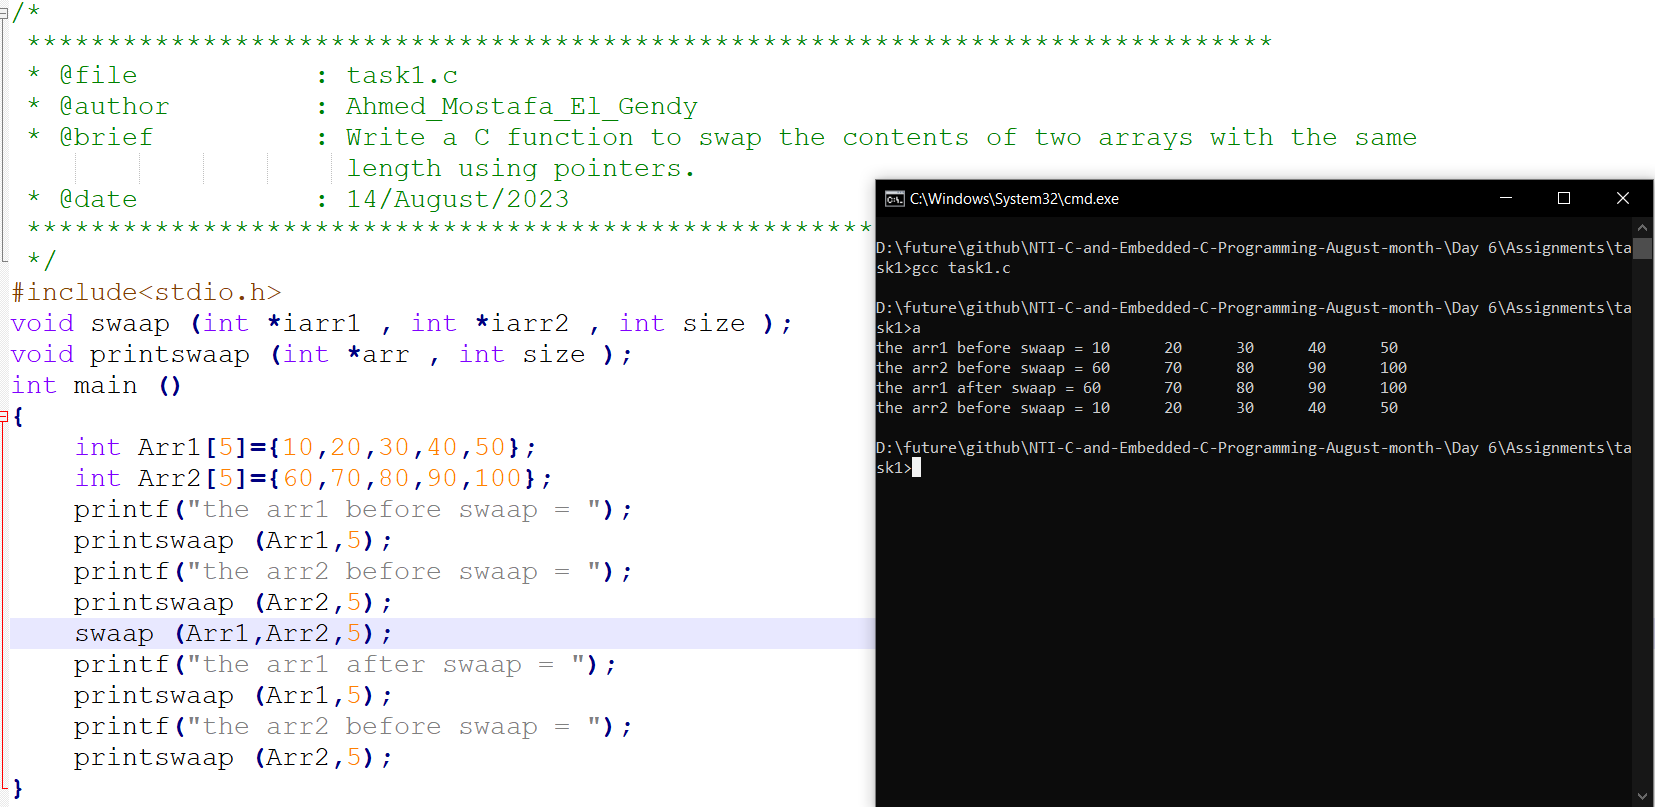 /*
******************************************************************************
* @file : task1.c
* @author : Ahmed_Mostafa_El_Gendy
* @brief : Write a C function to swap the contents of two arrays with the same
length using pointers.
* @date : 14/August/2023
*****************************************************
*/
#include<stdio.h>
void swaap (int *iarr1 , int *iarr2 , int size );
void printswaap (int *arr , int size );
int main ()
{
int Arr1[5]={10,20,30,40,50};
int Arr2[5]={60,70,80,90,100};
printf("the arr1 before swaap = ");
printswaap (Arr1,5);
printf("the arr2 before swaap = ");
printswaap (Arr2,5);
swaap (Arr1,Arr2,5);
printf("the arr1 after swaap = ");
printswaap (Arr1,5);
printf("the arr2 before swaap = ");
printswaap (Arr2,5);
}
C:\Windows\System32\cmd.exe
D:\future\github\NTI-C-and-Embedded-C-Programming-August-month-\Day 6\Assignments\ta
sk1>gcc task1.c
D:\future\github\NTI-C-and-Embedded-C-Programming-August-month-\Day 6\Assignments\ta
sk1>a
the arr1 before swaap = 10 20 30 40 50
the arr2 before swaap = 60 70 80 90 100
the arr1 after swaap = 60 70 80 90 100
the arr2 before swaap = 10 20 30 40 50
D:\future\github\NTI-C-and-Embedded-C-Programming-August-month-\Day 6\Assignments\ta
sk1>